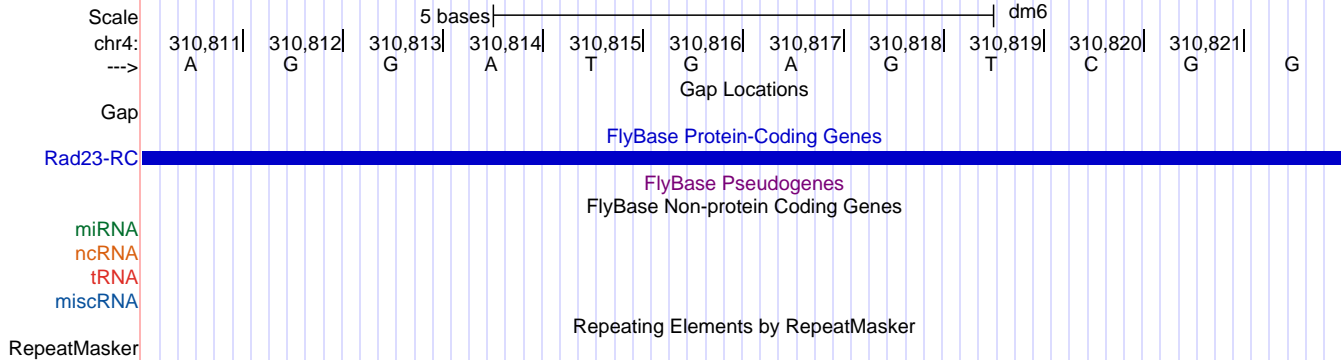 Scale 5 bases dm6
chr4: 310,811 310,812 310,813 310,814 310,815 310,816 310,817 310,818 310,819 310,820 310,821
---> A G G A T G A G T C G G
Gap Locations
Gap
FlyBase Protein-Coding Genes
Rad23-RC
FlyBase Pseudogenes
FlyBase Non-protein Coding Genes
miRNA
ncRNA
tRNA
miscRNA
Repeating Elements by RepeatMasker
RepeatMasker